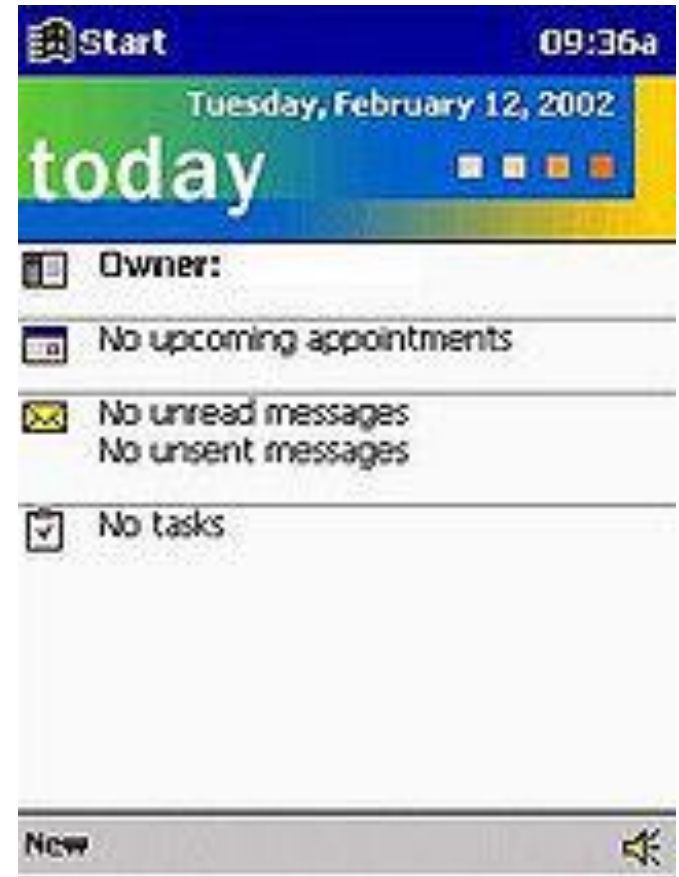 Start 09:36a
Tuesday, February 12, 2002
today
Owner:
No upcoming appointments
No unread messages
No unsent messages
No tasks
New